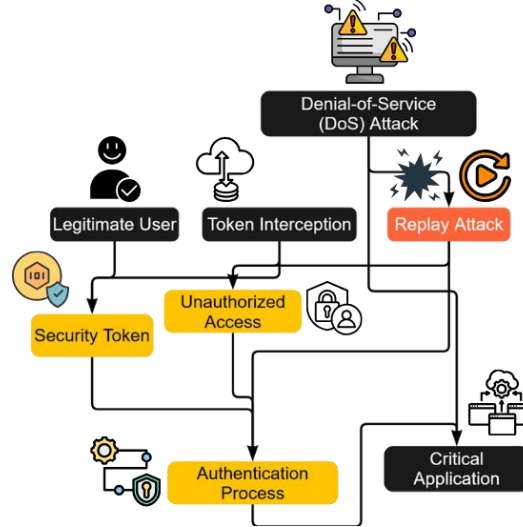 Denial-of-Service
(DoS) Attack
Legitimate User
Token Interception
Replay Attack
Unauthorized
Access
Security Token
Authentication
Process
Critical
Application